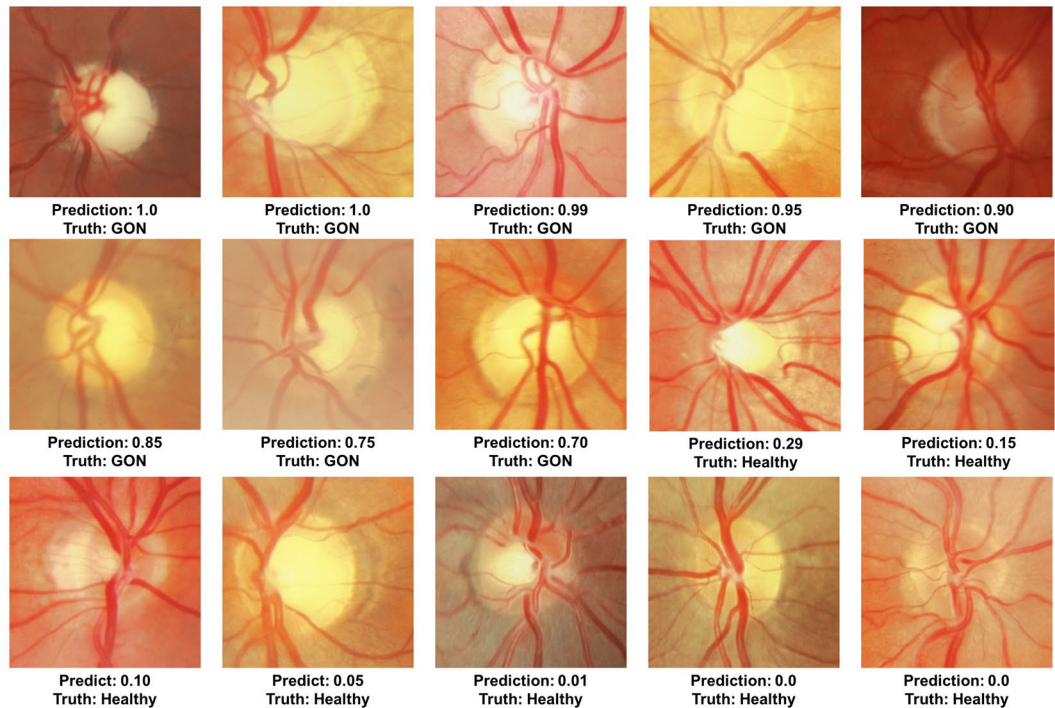 Prediction: 1.0
Truth: GON
Prediction: 1.0
Truth: GON
Prediction: 0.99
Truth: GON
Prediction: 0.95
Truth: GON
Prediction: 0.90
Truth: GON
Prediction: 0.85
Truth: GON
Prediction: 0.75
Truth: GON
Prediction: 0.70
Truth: GON
Prediction: 0.29
Truth: Healthy
Prediction: 0.15
Truth: Healthy
Predict: 0.10
Truth: Healthy
Predict: 0.05
Truth: Healthy
Prediction: 0.01
Truth: Healthy
Prediction: 0.0
Truth: Healthy
Prediction: 0.0
Truth: Healthy